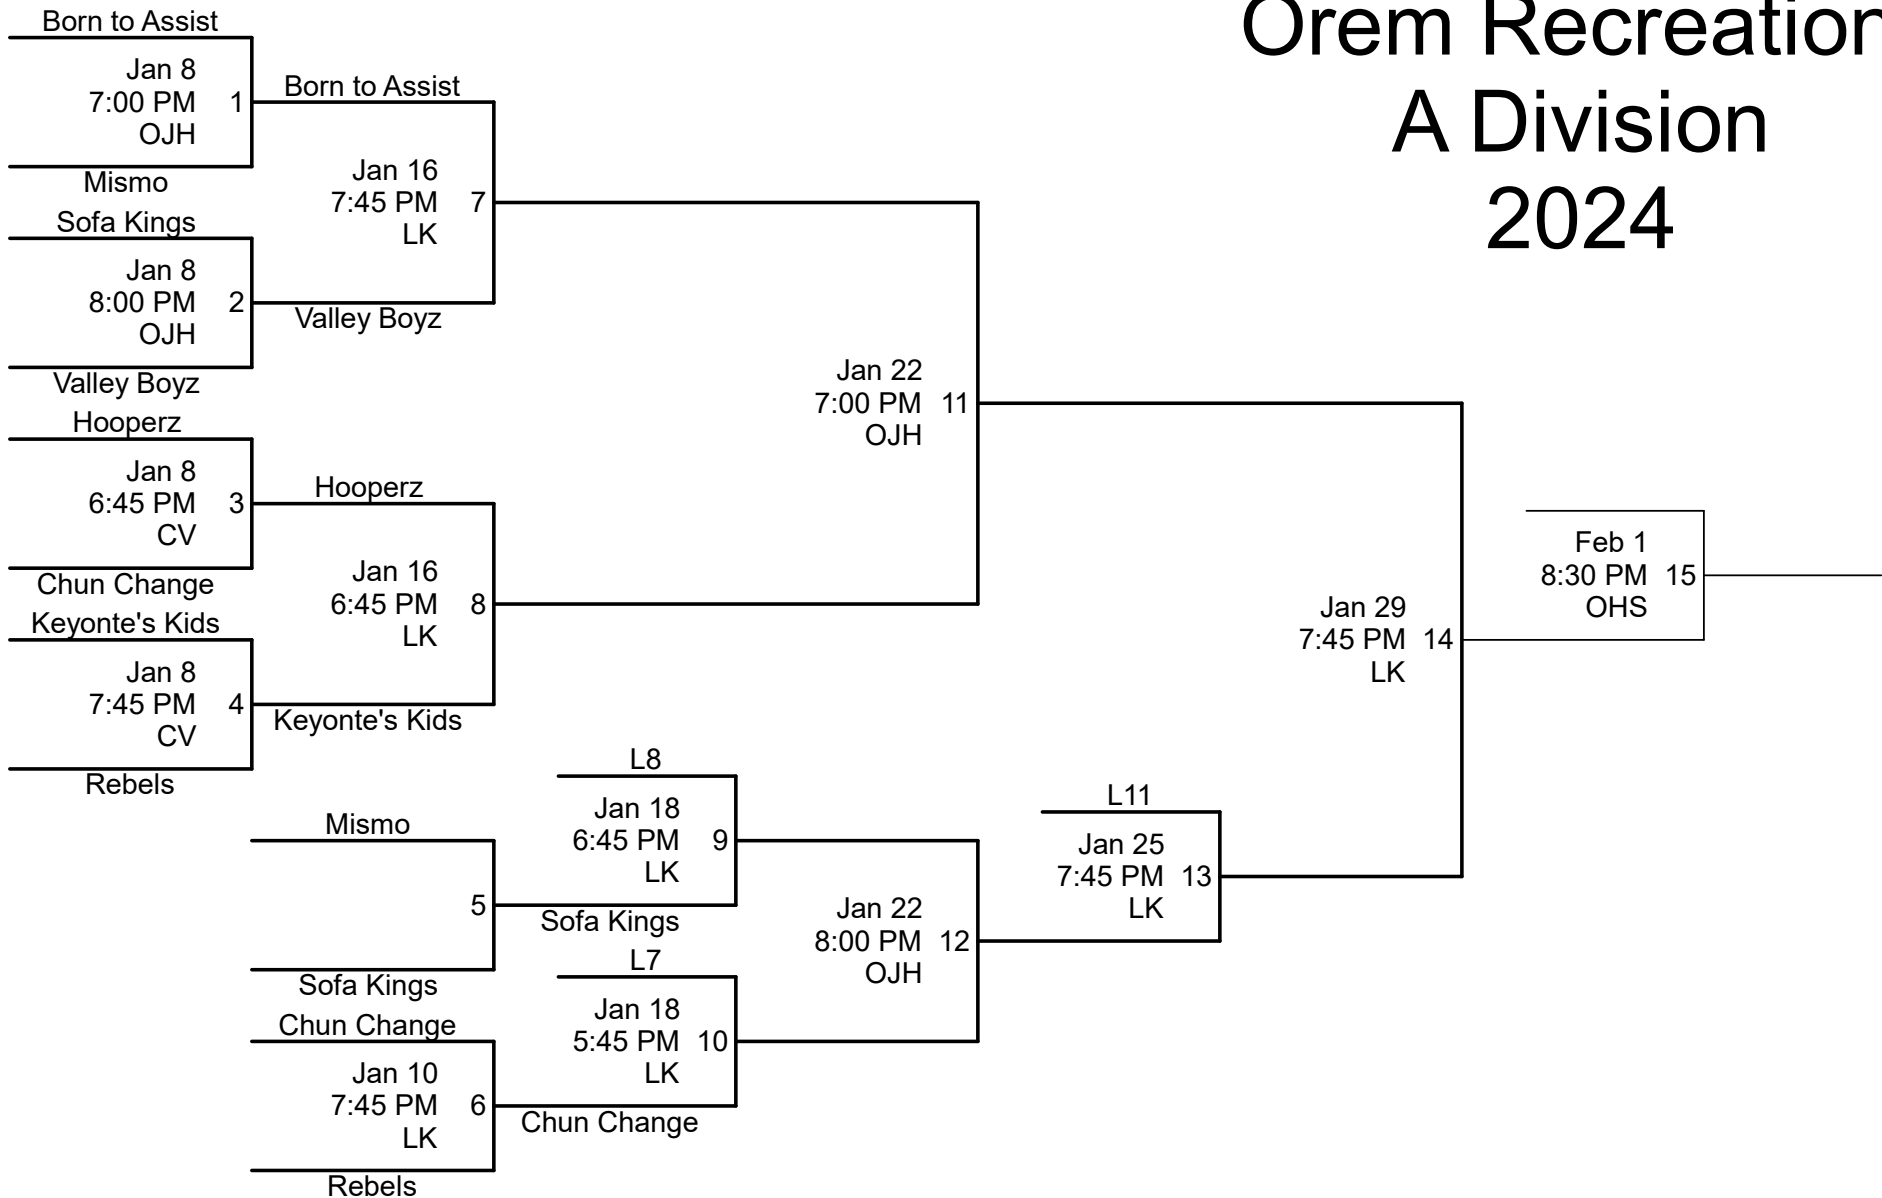 Orem Recreation
A Division
2024
Born to Assist
Jan 8
7:00 PM 1
OJH
Mismo
Sofa Kings
Jan 8
8:00 PM 2
OJH
Valley Boyz
Hooperz
Jan 8
6:45 PM 3
CV
Chun Change
Keyonte's Kids
Jan 8
7:45 PM 4
CV
Rebels
Born to Assist
Jan 16
7:45 PM 7
LK
Valley Boyz
Hooperz
Jan 16
6:45 PM 8
LK
Keyonte's Kids
Mismo
5
Sofa Kings
Chun Change
Jan 10
7:45 PM 6
LK
Rebels
L8
Jan 18
6:45 PM 9
LK
Sofa Kings
L7
Jan 18
5:45 PM 10
LK
Chun Change
Jan 22
7:00 PM 11
OJH
Jan 22
8:00 PM 12
OJH
L11
Jan 25
7:45 PM 13
LK
Jan 29
7:45 PM 14
LK
Feb 1
8:30 PM 15
OHS